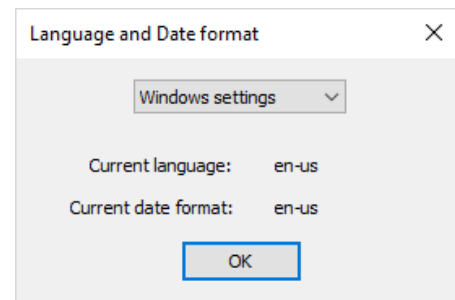 Language and Date format
Windows settings
Current language: en-us
Current date format: en-us
OK